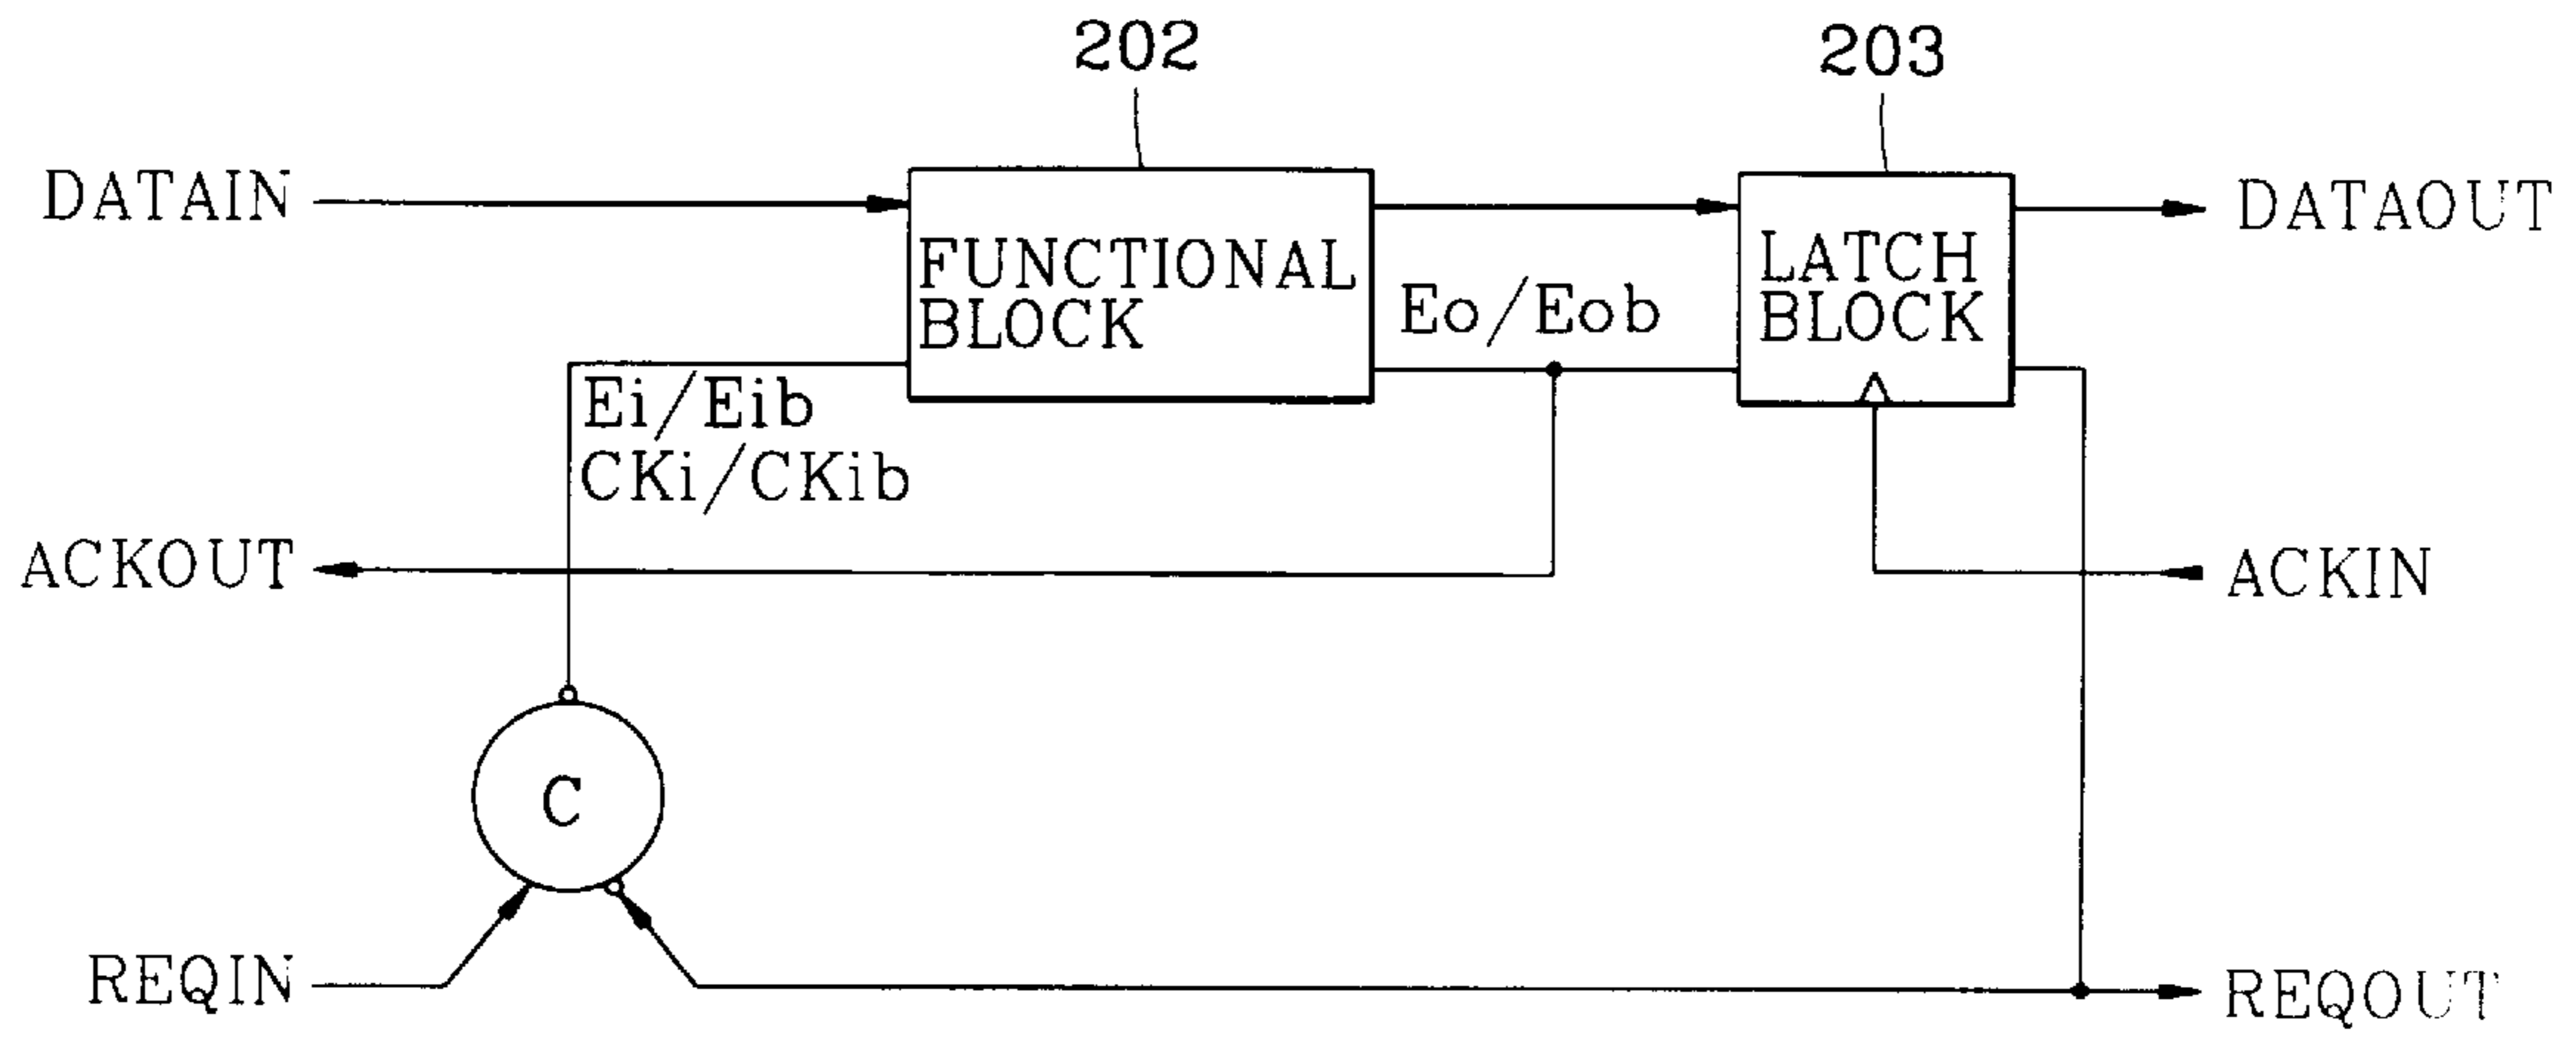 202
203
DATAIN
FUNCTIONAL
BLOCK
Eo/Eob
LATCH
BLOCK
DATAOUT
Ei/Eib
CKi/CKib
ACKOUT
ACKIN
C
REQIN
REQOUT